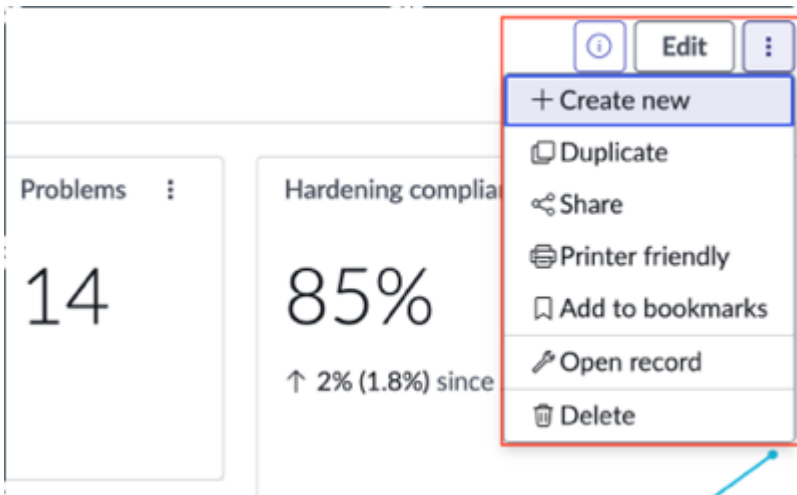 Edit
Create new
Duplicate
Share
Printer friendly
Add to bookmarks
Open record
Delete
Problems
14
Hardening
85%
↑ 2% (1.8%) since